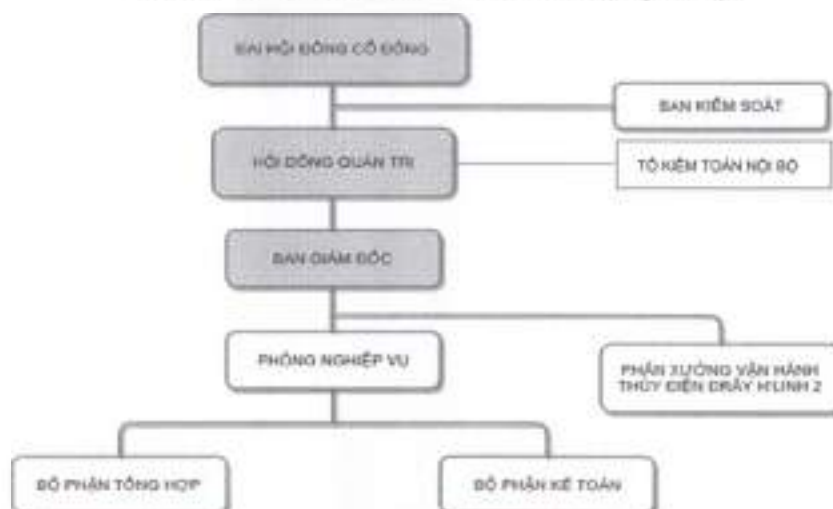 ĐẠI HỘI ĐỒNG CỔ ĐÔNG
BAN KIỂM SOÁT
HỘI ĐỒNG QUẢN TRỊ
TỔ KIỂM TOÁN NỘI BỘ
BAN GIÁM ĐỐC
PHÒNG NGHIỆP VỤ
PHÂN XƯỞNG VẬN HÀNH
THỦY ĐIỆN DRÂY H'LINH 2
BỘ PHẬN TỔNG HỢP
BỘ PHẬN KẾ TOÁN